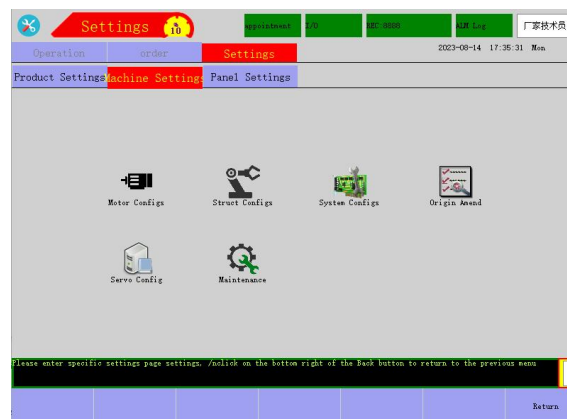 Settings
10
appointment
I/O
REC:8888
ALM Log
厂家技术员
Operation
order
Settings
2023-08-14 17:35:31 Mon
Product Settings
Machine Settings
Panel Settings
Motor Configs
Struct Configs
System Configs
Origin Amend
Servo Config
Maintenance
Please enter specific settings page settings, /nclick on the bottom right of the Back button to return to the previous menu
Return